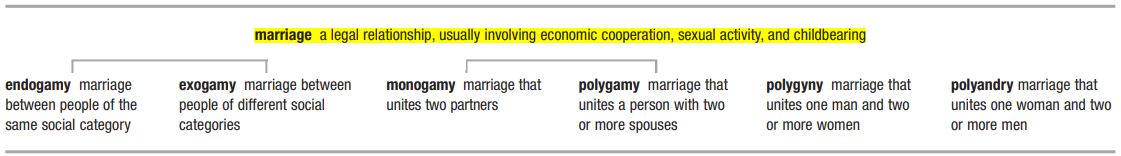 marriage a legal relationship, usually involving economic cooperation, sexual activity, and childbearing
endogamy marriage
between people of the
same social category
exogamy marriage between
people of different social
categories
monogamy marriage that
unites two partners
polygamy marriage that
unites a person with two
or more spouses
polygyny marriage that
unites one man and two
or more women
polyandry marriage that
unites one woman and two
or more men